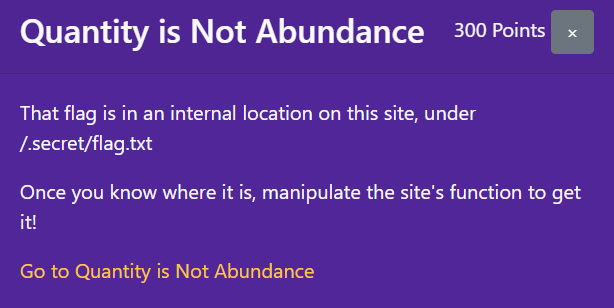 Quantity is Not Abundance 300 Points ×
That flag is in an internal location on this site, under
/.secret/flag.txt
Once you know where it is, manipulate the site's function to get
it!
Go to Quantity is Not Abundance